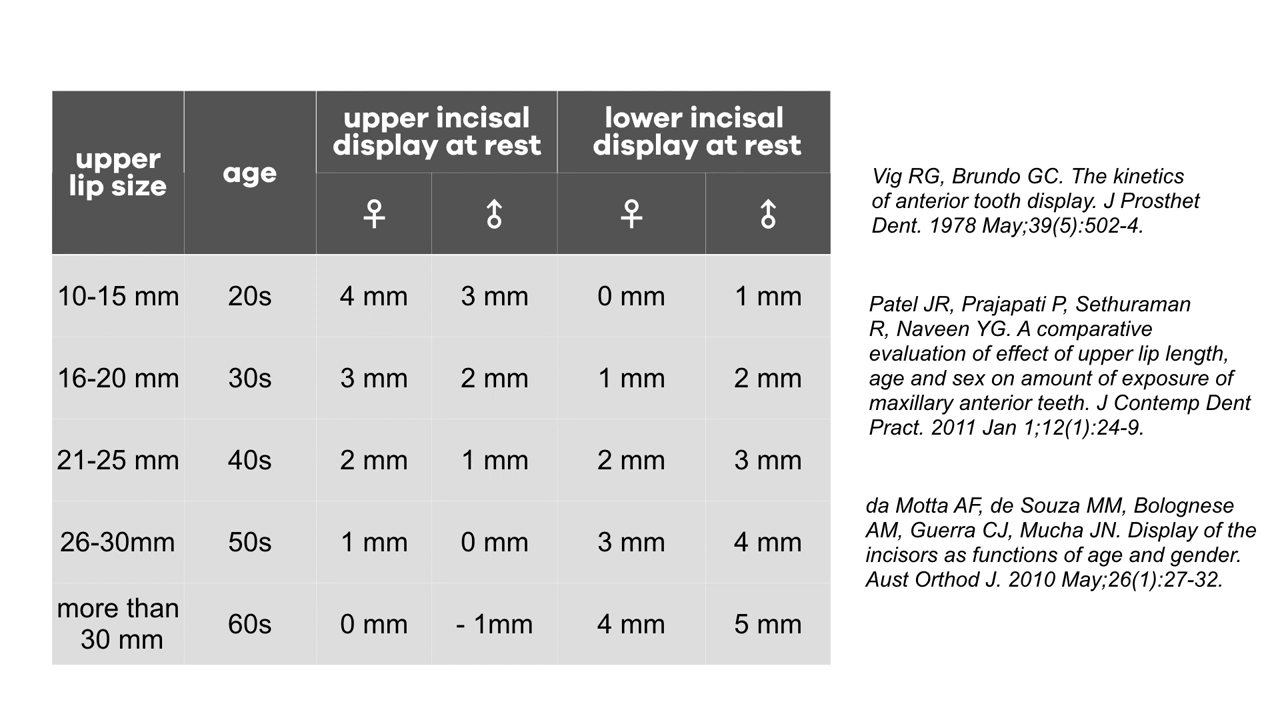 upper
lip size
age
upper incisal
display at rest
lower incisal
display at rest
♀ ♂ ♀ ♂
10-15 mm 20s 4 mm 3 mm 0 mm 1 mm
16-20 mm 30s 3 mm 2 mm 1 mm 2 mm
21-25 mm 40s 2 mm 1 mm 2 mm 3 mm
26-30mm 50s 1 mm 0 mm 3 mm 4 mm
more than
30 mm 60s 0 mm - 1mm 4 mm 5 mm
Vig RG, Brundo GC. The kinetics
of anterior tooth display. J Prosthet
Dent. 1978 May;39(5):502-4.
Patel JR, Prajapati P, Sethuraman
R, Naveen YG. A comparative
evaluation of effect of upper lip length,
age and sex on amount of exposure of
maxillary anterior teeth. J Contemp Dent
Pract. 2011 Jan 1;12(1):24-9.
da Motta AF, de Souza MM, Bolognese
AM, Guerra CJ, Mucha JN. Display of the
incisors as functions of age and gender.
Aust Orthod J. 2010 May;26(1):27-32.